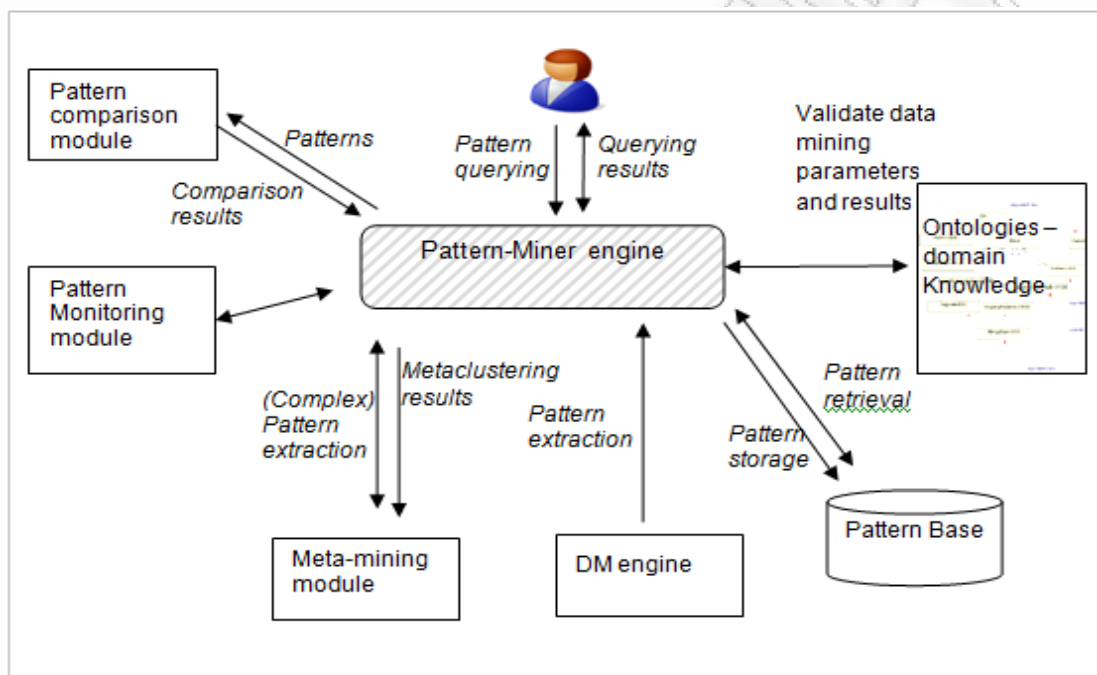 Pattern
comparison
module
Patterns
Comparison
results
Pattern
querying
Querying
results
Validate data
mining
parameters
and results
Ontologies –
domain
Knowledge
Pattern-Miner engine
Pattern
Monitoring
module
(Complex)
Pattern
extraction
Metaclustering
results
Pattern
extraction
Pattern
retrieval
Pattern
storage
Meta-mining
module
DM engine
Pattern Base